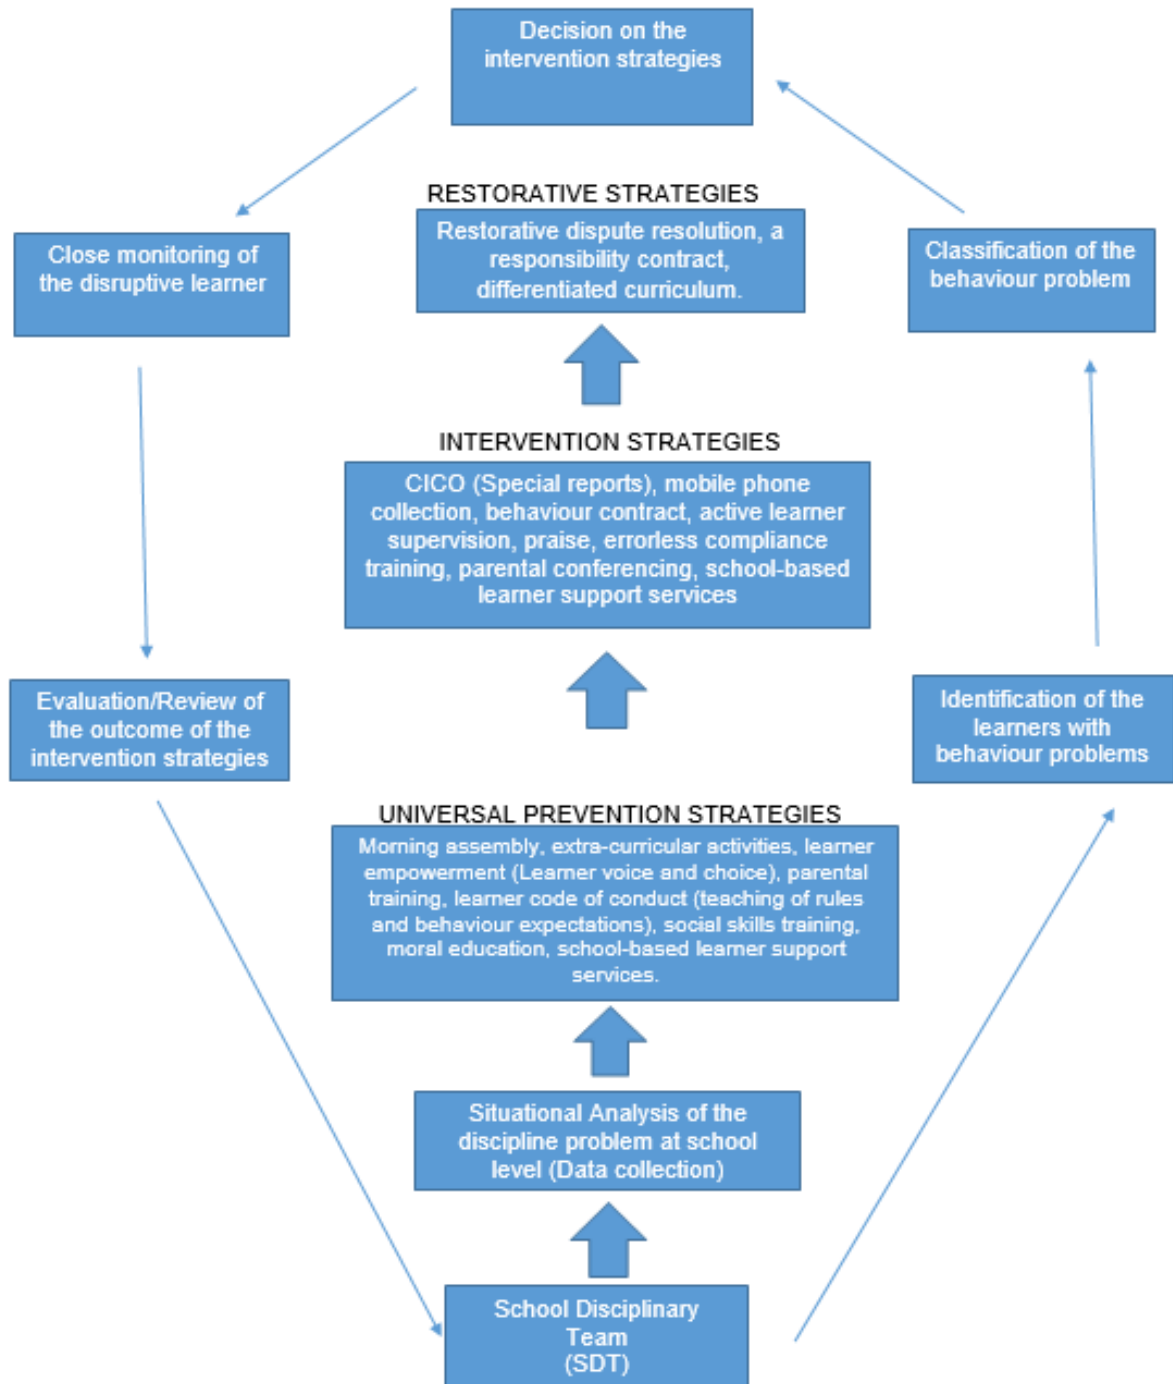 Decision on the
intervention strategies
RESTORATIVE STRATEGIES
Restorative dispute resolution, a
responsibility contract,
differentiated curriculum.
Close monitoring of
the disruptive learner
Classification of the
behaviour problem
INTERVENTION STRATEGIES
CICO (Special reports), mobile phone
collection, behaviour contract, active learner
supervision, praise, errorless compliance
training, parental conferencing, school-based
learner support services
Evaluation/Review of
the outcome of the
intervention strategies
Identification of the
learners with
behaviour problems
UNIVERSAL PREVENTION STRATEGIES
Morning assembly, extra-curricular activities, learner
empowerment (Learner voice and choice), parental
training, learner code of conduct (teaching of rules
and behaviour expectations), social skills training,
moral education, school-based learner support
services.
Situational Analysis of the
discipline problem at school
level (Data collection)
School Disciplinary
Team
(SDT)